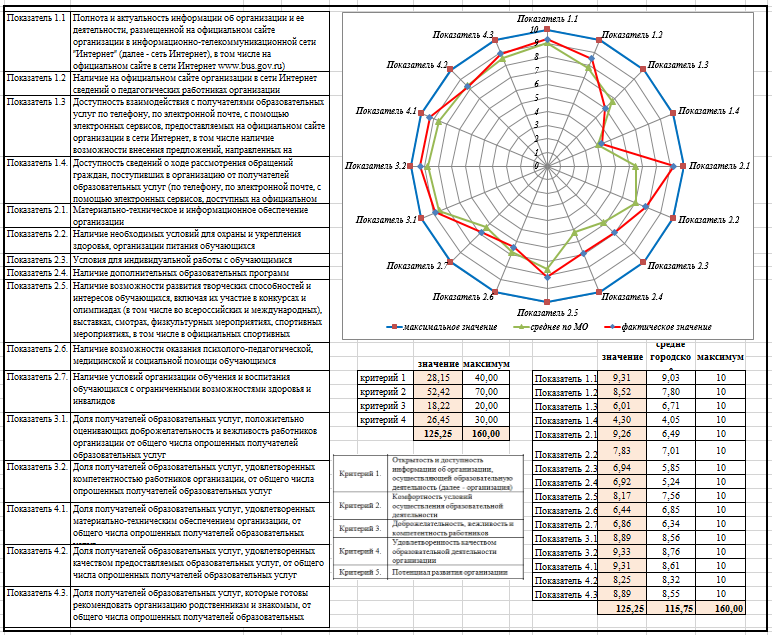 Показатель 1.1 Полнота и актуальность информации об организации и ее
деятельности, размещенной на официальном сайте
организации в информационно-телекоммуникационной сети
"Интернет" (далее - сеть Интернет), в том числе на
официальном сайте в сети Интернет www.bus.gov.ru)
Показатель 1.2 Наличие на официальном сайте организации в сети Интернет
сведений о педагогических работниках организации
Показатель 1.3 Доступность взаимодействия с получателями образовательных
услуг по телефону, по электронной почте, с помощью
электронных сервисов, предоставляемых на официальном сайте
организации в сети Интернет, в том числе наличие
возможности внесения предложений, направленных на
Показатель 1.4. Доступность сведений о ходе рассмотрения обращений
граждан, поступивших в организацию от получателей
образовательных услуг (по телефону, по электронной почте, с
помощью электронных сервисов, доступных на официальном
Показатель 2.1. Материально-техническое и информационное обеспечение
организации
Показатель 2.2. Наличие необходимых условий для охраны и укрепления
здоровья, организации питания обучающихся
Показатель 2.3. Условия для индивидуальной работы с обучающимися
Показатель 2.4. Наличие дополнительных образовательных программ
Показатель 2.5. Наличие возможности развития творческих способностей и
интересов обучающихся, включая их участие в конкурсах и
олимпиадах (в том числе во всероссийских и международных),
выставках, смотрах, физкультурных мероприятиях, спортивных
мероприятиях, в том числе в официальных спортивных
Показатель 2.6. Наличие возможности оказания психолого-педагогической,
медицинской и социальной помощи обучающимся
Показатель 2.7. Наличие условий организации обучения и воспитания
обучающихся с ограниченными возможностями здоровья и
инвалидов
Показатель 3.1. Доля получателей образовательных услуг, положительно
оценивающих доброжелательность и вежливость работников
организации от общего числа опрошенных получателей
образовательных услуг
Показатель 3.2. Доля получателей образовательных услуг, удовлетворенных
компетентностью работников организации, от общего числа
опрошенных получателей образовательных услуг
Показатель 4.1. Доля получателей образовательных услуг, удовлетворенных
материально-техническим обеспечением организации, от
общего числа опрошенных получателей образовательных
Показатель 4.2. Доля получателей образовательных услуг, удовлетворенных
качеством предоставляемых образовательных услуг, от общего
числа опрошенных получателей образовательных услуг
Показатель 4.3. Доля получателей образовательных услуг, которые готовы
рекомендовать организацию родственникам и знакомым, от
общего числа опрошенных получателей образовательных
Показатель 1.1
Показатель 1.2
Показатель 1.3
Показатель 1.4
Показатель 2.1
Показатель 2.2
Показатель 2.3
Показатель 2.4
Показатель 2.5
Показатель 2.6
Показатель 2.7
Показатель 3.1
Показатель 3.2
Показатель 4.1
Показатель 4.2
Показатель 4.3
10
9
8
7
6
5
4
3
2
1
0
максимальное значение среднее по МО фактическое значение
значение максимум
критерий 1 28,15 40,00
критерий 2 52,42 70,00
критерий 3 18,22 20,00
критерий 4 26,45 30,00
125,25 160,00
Критерий 1. Открытость и доступность
информации об организации,
осуществляющей образовательную
деятельность (далее - организация)
Критерий 2. Комфортность условий
осуществления образовательной
деятельности
Критерий 3. Доброжелательность, вежливость и
компетентность работников
Критерий 4. Удовлетворенность качеством
образовательной деятельности
организации
Критерий 5. Потенциал развития организации
средне
значение городско максимум
Показатель 1.1 9,31 9,03 10
Показатель 1.2 8,52 7,80 10
Показатель 1.3 6,01 6,71 10
Показатель 1.4 4,30 4,05 10
Показатель 2.1 9,26 6,49 10
Показатель 2.2 7,83 7,01 10
Показатель 2.3 6,94 5,85 10
Показатель 2.4 6,92 5,24 10
Показатель 2.5 8,17 7,56 10
Показатель 2.6 6,44 6,85 10
Показатель 2.7 6,86 6,34 10
Показатель 3.1 8,89 8,56 10
Показатель 3.2 9,33 8,76 10
Показатель 4.1 9,31 8,61 10
Показатель 4.2 8,25 8,32 10
Показатель 4.3 8,89 8,55 10
125,25 115,75 160,00